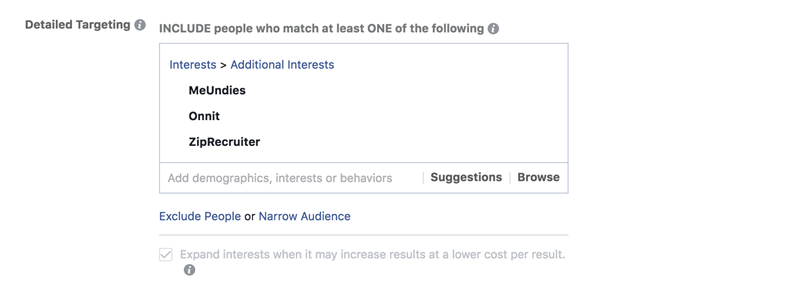 Detailed Targeting
INCLUDE people who match at least ONE of the following
Interests > Additional Interests
MeUndies
Onnit
ZipRecruiter
Add demographics, interests or behaviors
Suggestions
Browse
Exclude People or Narrow Audience
Expand interests when it may increase results at a lower cost per result.